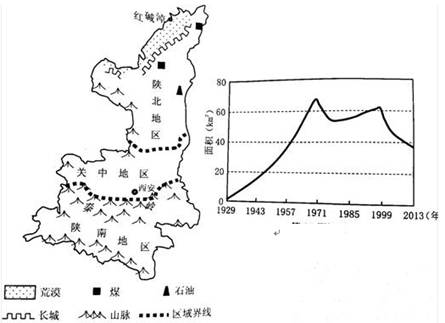 红碱淖
陕
北
地
区
关中地区
西安
秦
岭
陕
南
地
区
荒漠
煤
石油
长城
山脉
区域界线
面积(km²)
80
60
40
20
0
1929 1943 1957 1971 1985 1999 2013(年